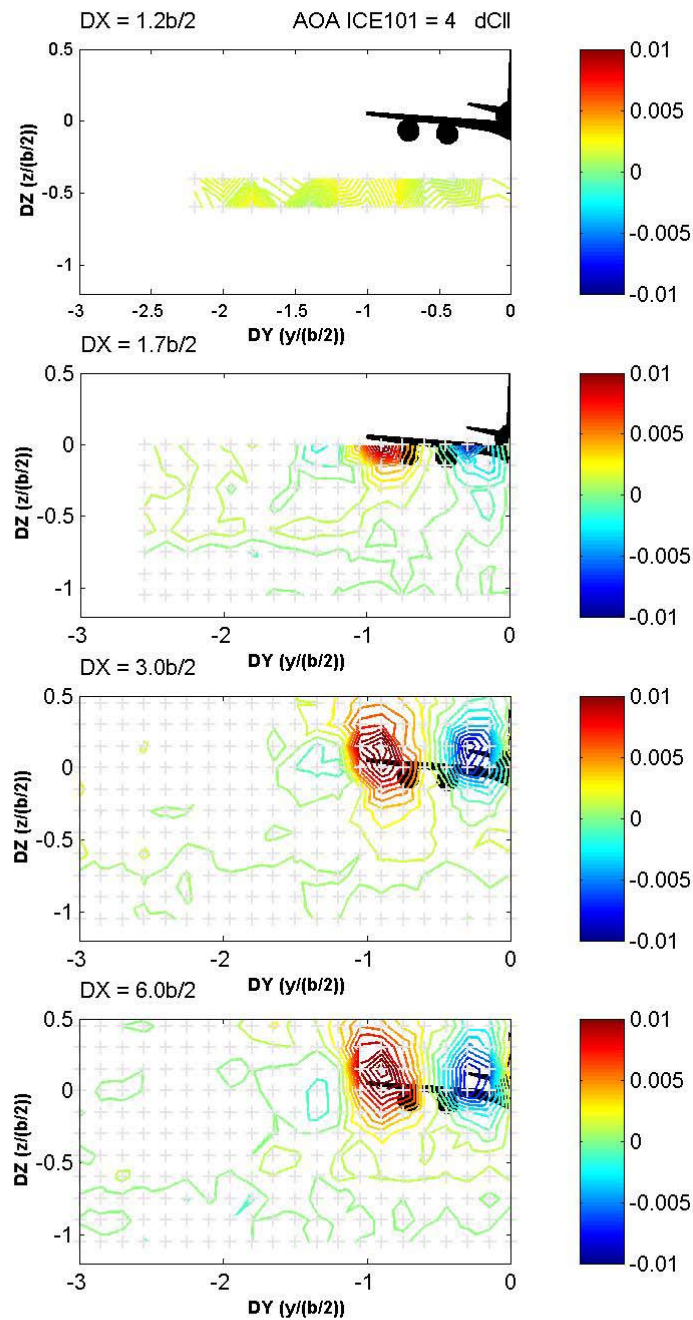 DX = 1.2b/2 AOA ICE101 = 4 dCll
0.5
0
-0.5
-1
DZ (z/(b/2))
-3 -2.5 -2 -1.5 -1 -0.5 0
DY (y/(b/2))
0.01
0.005
0
-0.005
-0.01
DX = 1.7b/2
0.5
0
-0.5
-1
DZ (z/(b/2))
-3 -2 -1 0
DY (y/(b/2))
0.01
0.005
0
-0.005
-0.01
DX = 3.0b/2
0.5
0
-0.5
-1
DZ (z/(b/2))
-3 -2 -1 0
DY (y/(b/2))
0.01
0.005
0
-0.005
-0.01
DX = 6.0b/2
0.5
0
-0.5
-1
DZ (z/(b/2))
-3 -2 -1 0
DY (y/(b/2))
0.01
0.005
0
-0.005
-0.01